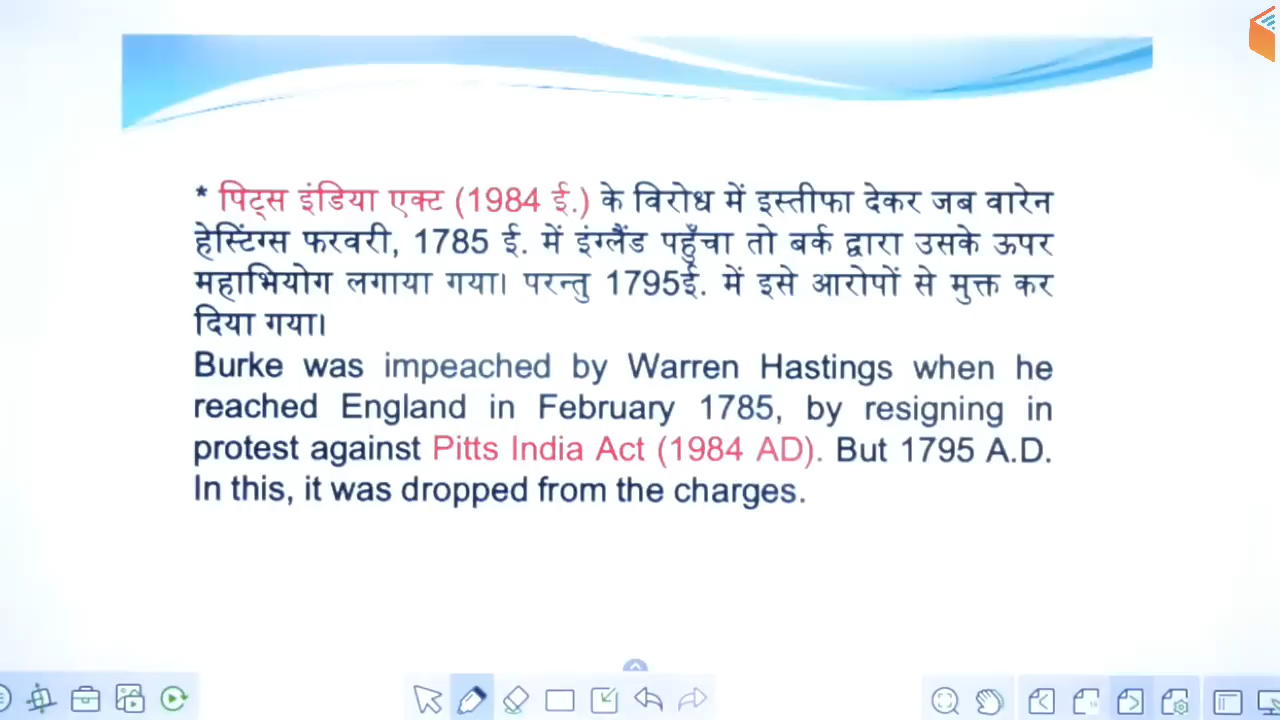 * पिट्स इंडिया एक्ट (1984 ई.) के विरोध में इस्तीफा देकर जब वारेन
हेस्टिंग्स फरवरी, 1785 ई. में इंग्लैंड पहुँचा तो बर्क द्वारा उसके ऊपर
महाभियोग लगाया गया। परन्तु 1795ई. में इसे आरोपों से मुक्त कर
दिया गया।
Burke was impeached by Warren Hastings when he
reached England in February 1785, by resigning in
protest against Pitts India Act (1984 AD). But 1795 A.D.
In this, it was dropped from the charges.